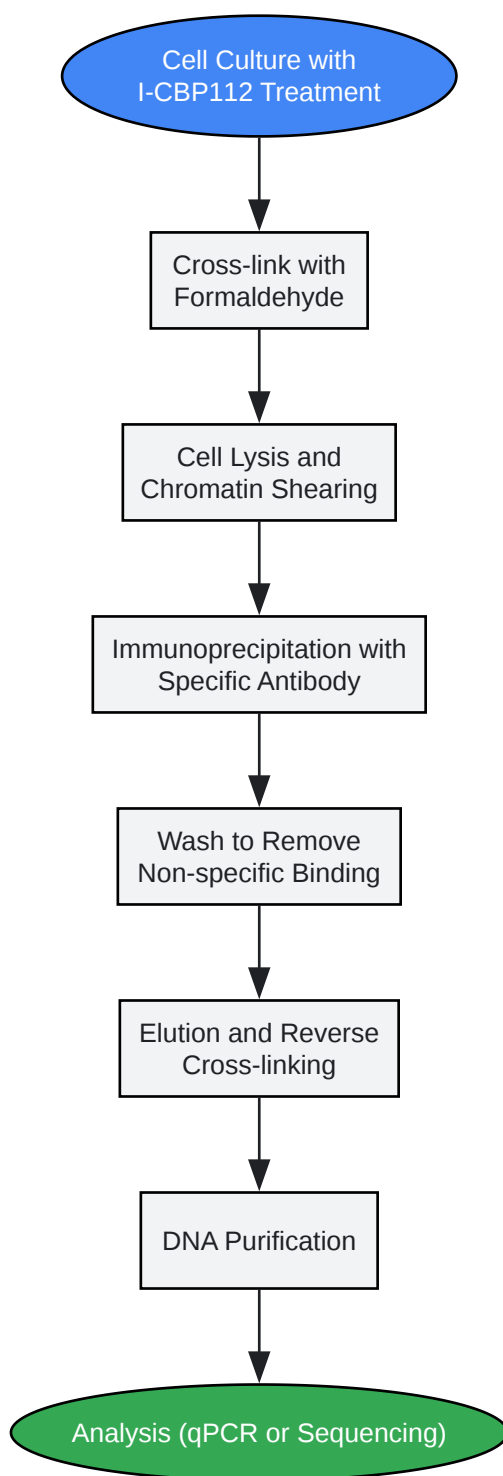 Cell Culture with
I-CBP112 Treatment
Cross-link with
Formaldehyde
Cell Lysis and
Chromatin Shearing
Immunoprecipitation with
Specific Antibody
Wash to Remove
Non-specific Binding
Elution and Reverse
Cross-linking
DNA Purification
Analysis (qPCR or Sequencing)